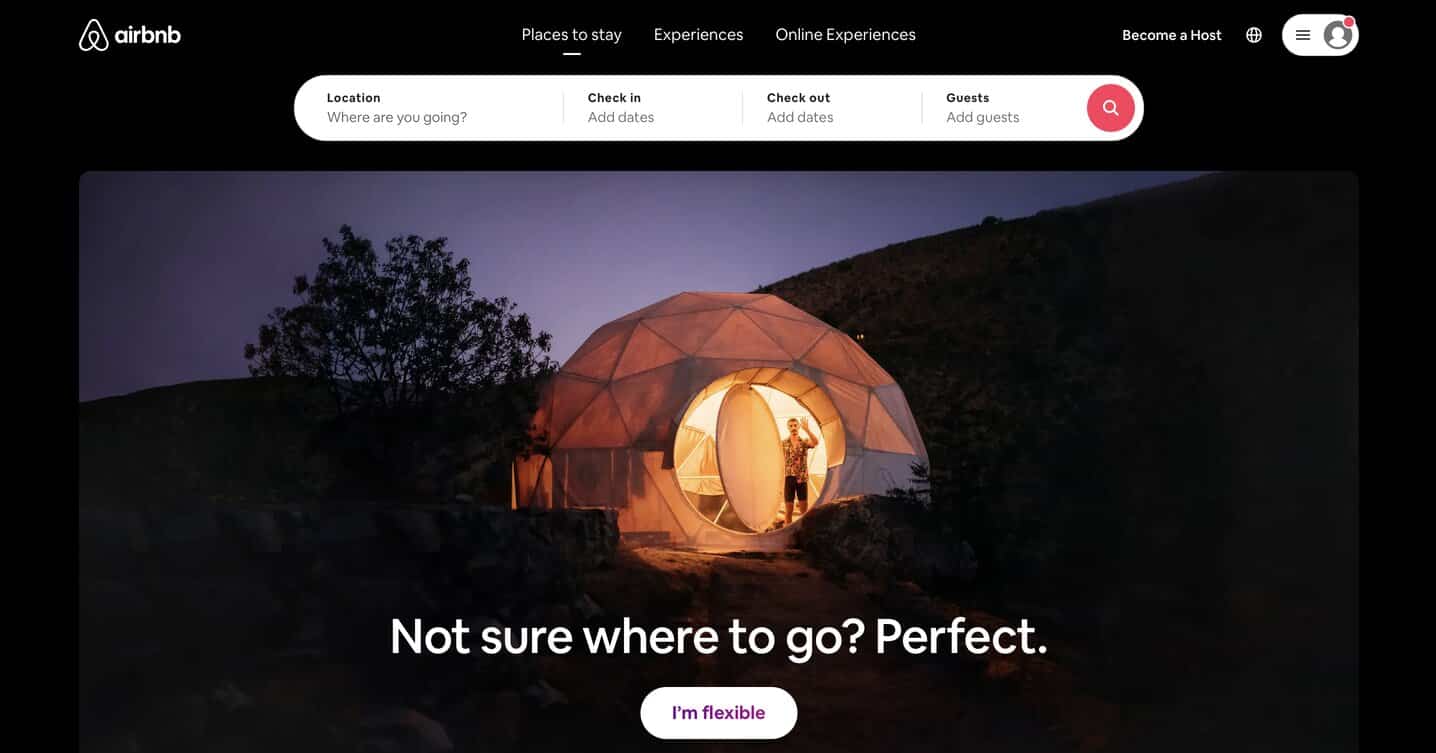 airbnb
Places to stay
Experiences
Online Experiences
Become a Host
Location
Where are you going?
Check in
Add dates
Check out
Add dates
Guests
Add guests
Not sure where to go? Perfect.
I'm flexible